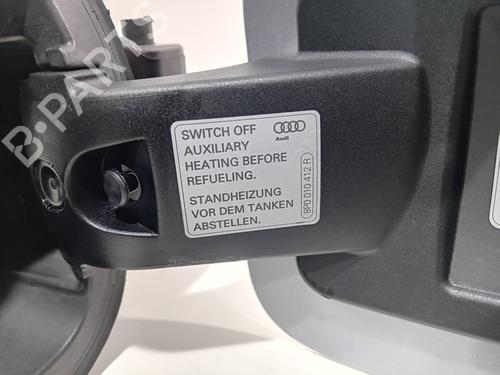 B-PARTS
SWITCH OFF
AUXILIARY
HEATING BEFORE
REFUELING.
STANDHEIZUNG
VOR DEM TANKEN
ABSTELLEN.
Audi
8P0 010 412 R